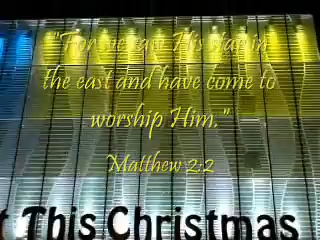 "For we saw His star in
the east and have come to
worship Him."
Matthew 2:2
t This Christmas